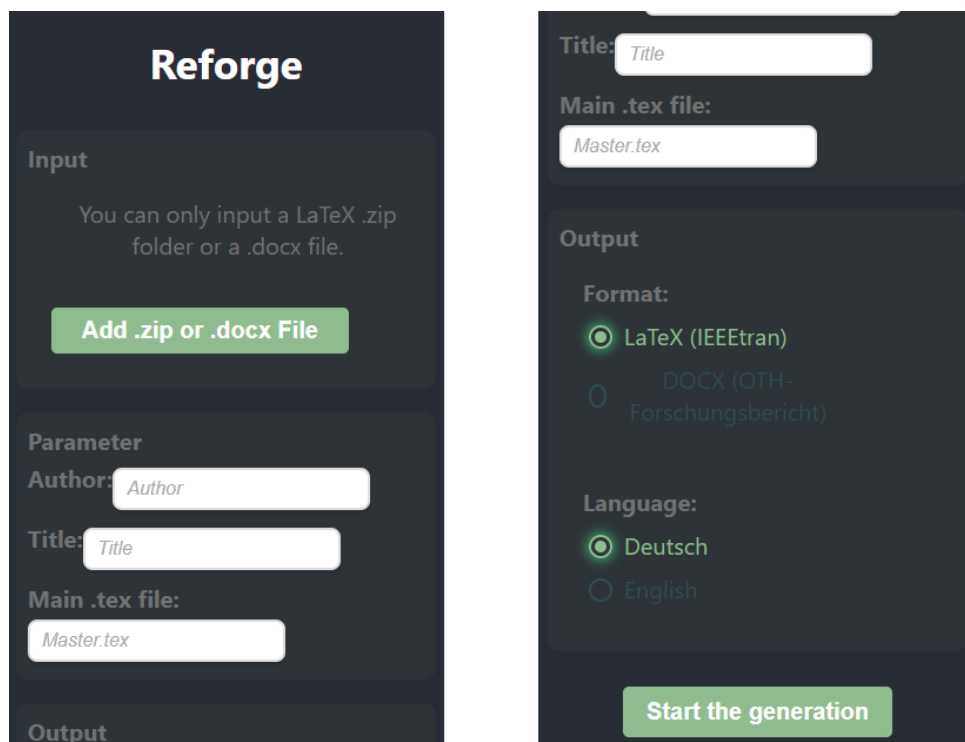 Reforge
Input
You can only input a LaTeX .zip
folder or a .docx file.
Add .zip or .docx File
Parameter
Author: Author
Title: Title
Main .tex file:
Master.tex
Output
Title: Title
Main .tex file:
Master.tex
Output
Format:
LaTeX (IEEEtran)
DOCX (OTH-
Forschungsbericht)
Language:
Deutsch
English
Start the generation